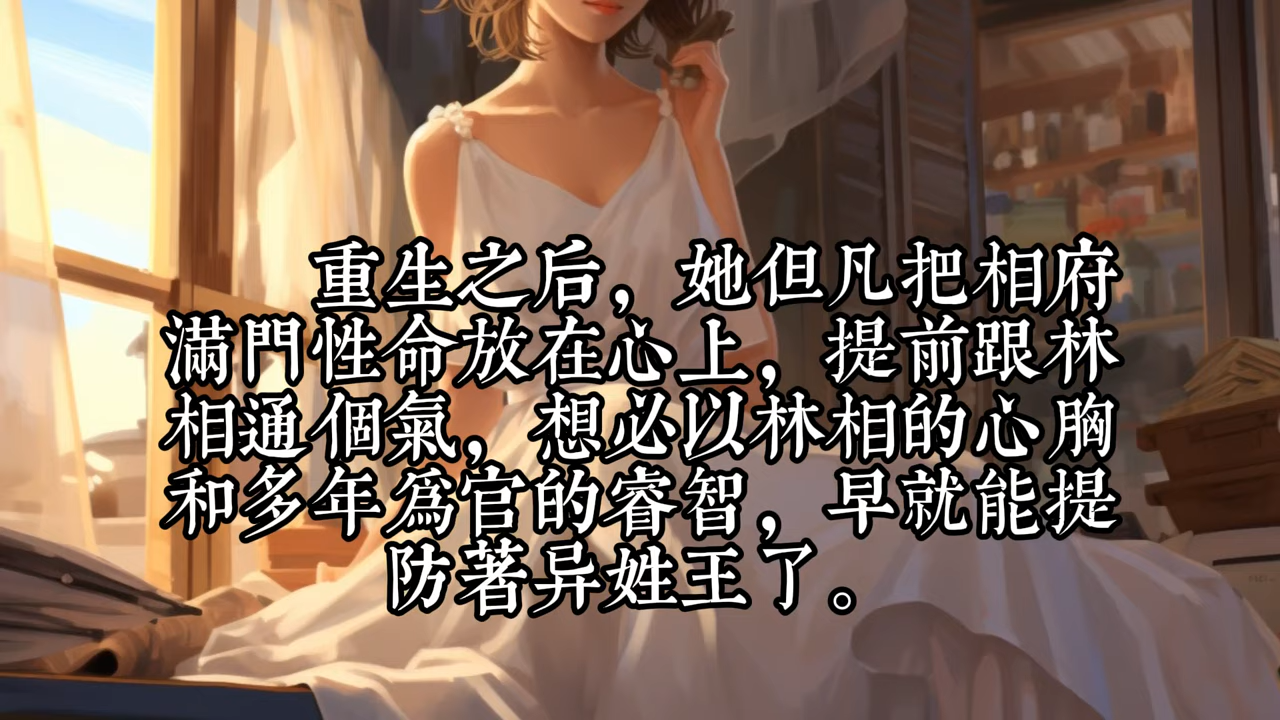 重生之后，她但凡把相府
滿門性命放在心上，提前跟林
相通個氣，想必以林相的心胸
和多年爲官的睿智，早就能提
防著异姓王了。